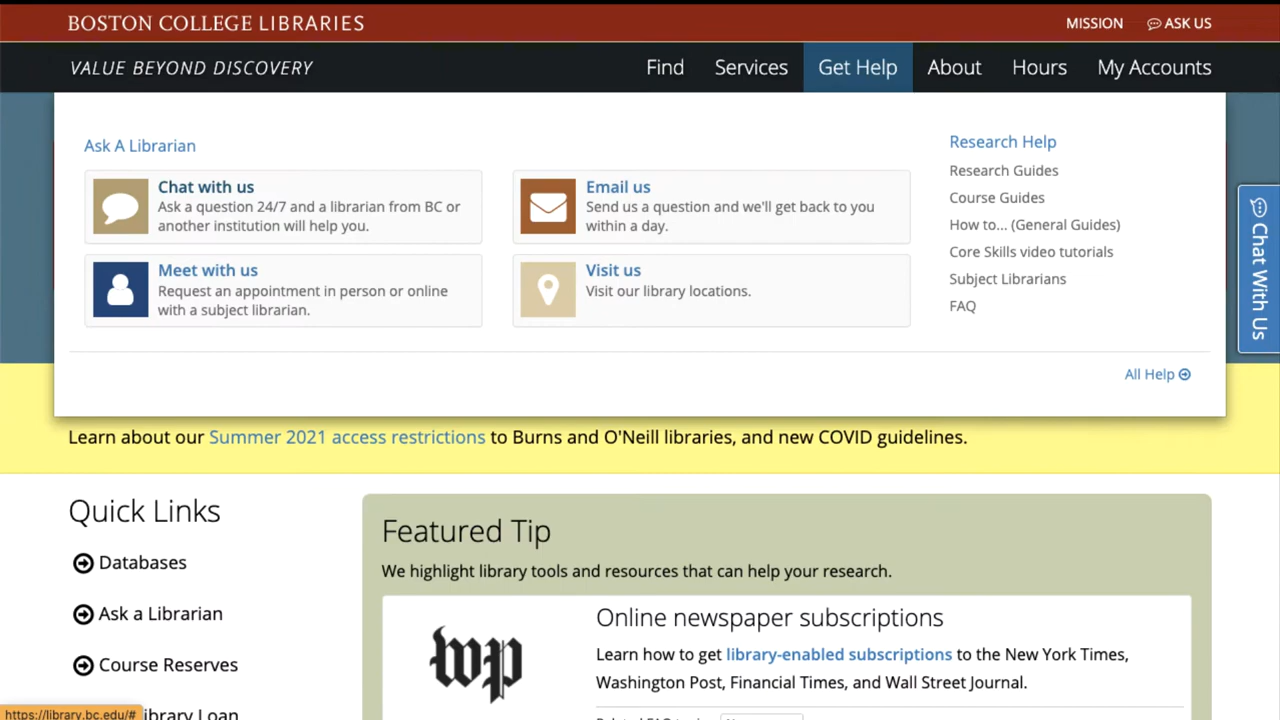 BOSTON COLLEGE LIBRARIES
MISSION
ASK US
VALUE BEYOND DISCOVERY
Find
Services
Get Help
About
Hours
My Accounts
Ask A Librarian
Chat with us
Ask a question 24/7 and a librarian from BC or
another institution will help you.
Email us
Send us a question and we'll get back to you
within a day.
Meet with us
Request an appointment in person or online
with a subject librarian.
Visit us
Visit our library locations.
Research Help
Research Guides
Course Guides
How to... (General Guides)
Core Skills video tutorials
Subject Librarians
FAQ
All Help
Chat With Us
Learn about our Summer 2021 access restrictions to Burns and O'Neill libraries, and new COVID guidelines.
Quick Links
Databases
Ask a Librarian
Course Reserves
Loan
Featured Tip
We highlight library tools and resources that can help your research.
wp
Online newspaper subscriptions
Learn how to get library-enabled subscriptions to the New York Times,
Washington Post, Financial Times, and Wall Street Journal.
https://library.bc.edu/#